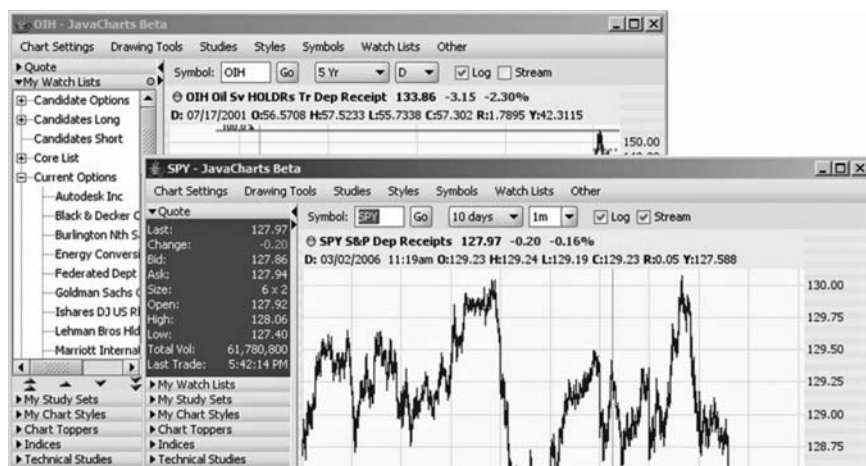 OIH - JavaCharts Beta
Chart Settings Drawing Tools Studies Styles Symbols Watch Lists Other
Quote
My Watch Lists
Symbol: OIH Go 5 Yr D Log Stream
Candidate Options
Candidates Long
Candidates Short
Core List
Current Options
Autodesk Inc
Black & Decker C
Burlington Nth S
Energy Conversi
Federated Dept
Goldman Sachs
Ishares DJ US R
Lehman Bros Hld
Marriott Internat
My Study Sets
My Chart Styles
Chart Toppers
Indices
Technical Studies
OIH Oil Sv HOLDRs Tr Dep Receipt 133.86 -3.15 -2.30%
D: 07/17/2001 O:56.5708 H:57.5233 L:55.7338 C:57.302 R:1.7895 Y:42.3115
100.0%
150.00
SPY - JavaCharts Beta
Chart Settings Drawing Tools Studies Styles Symbols Watch Lists Other
Quote
Last: 127.97
Change: -0.20
Bid: 127.86
Ask: 127.94
Size: 6 x 2
Open: 127.92
High: 128.06
Low: 127.40
Total Vol: 61,780,800
Last Trade: 5:42:14 PM
My Watch Lists
My Study Sets
My Chart Styles
Chart Toppers
Indices
Technical Studies
Symbol: SPY Go 10 days 1m Log Stream
SPY S&P Dep Receipts 127.97 -0.20 -0.16%
D: 03/02/2006 11:19am O:129.23 H:129.24 L:129.19 C:129.23 R:0.05 Y:127.588
130.00
129.75
129.50
129.25
129.00
128.75